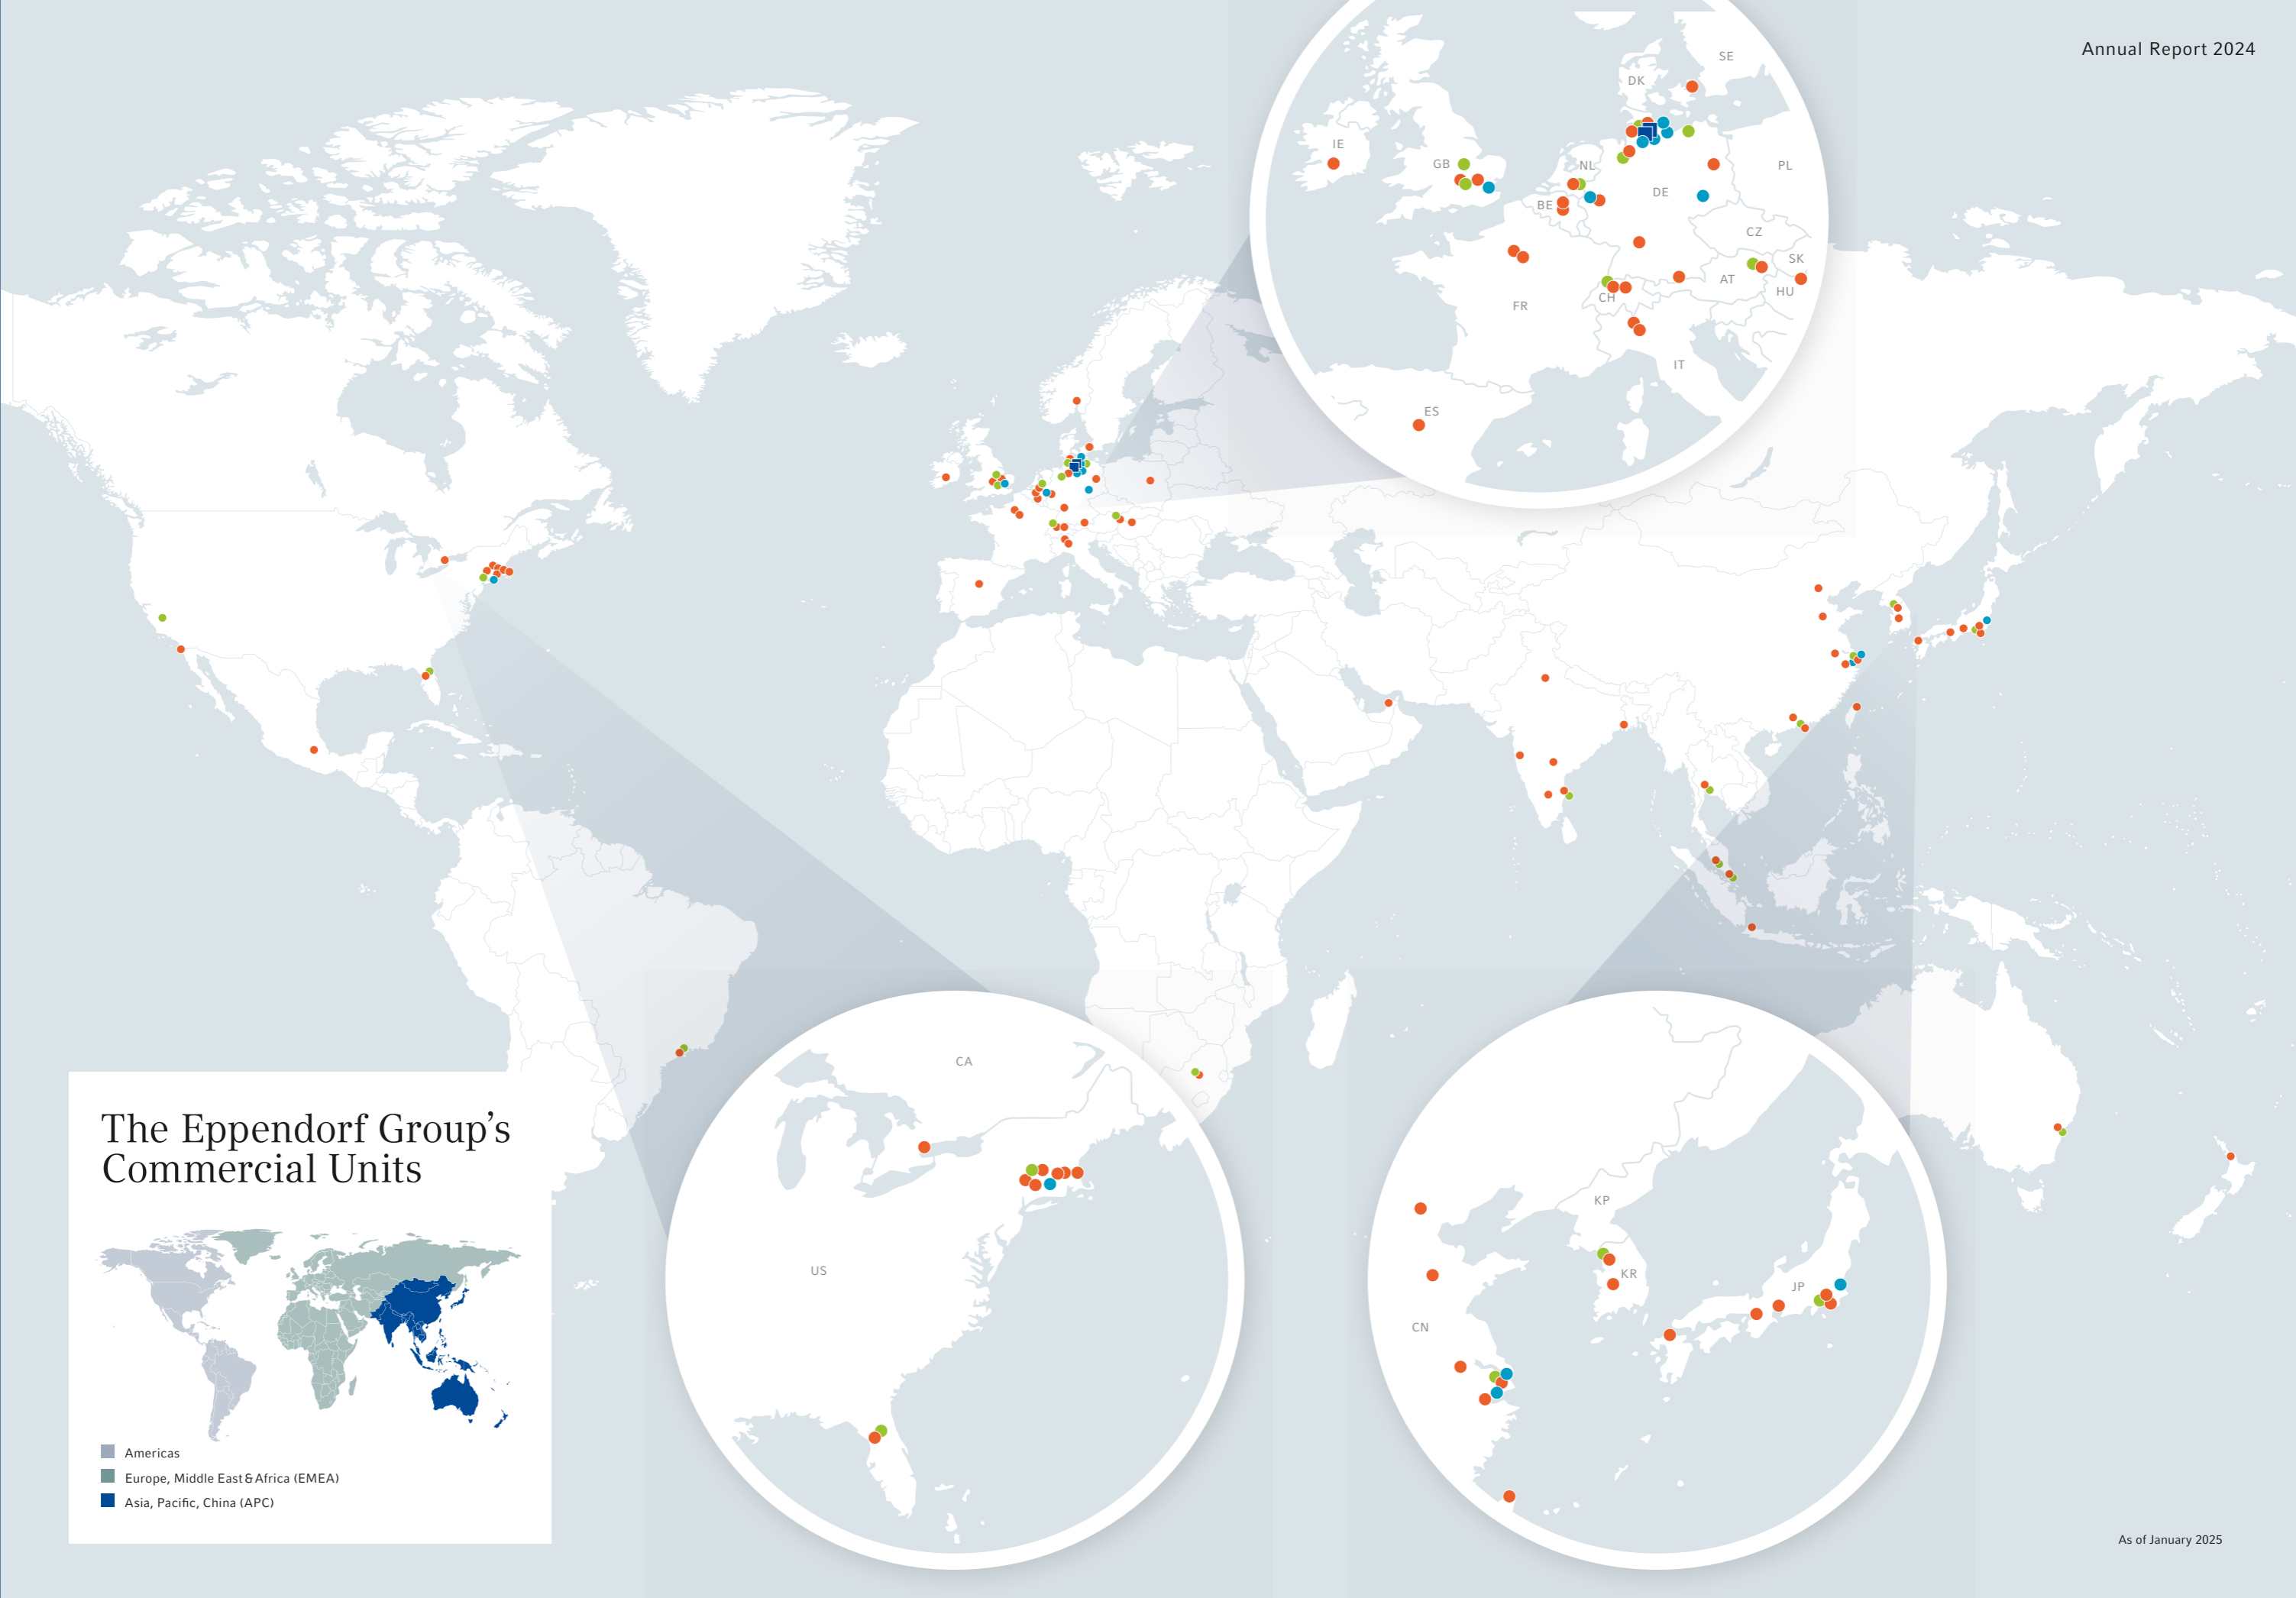 Annual Report 2024
SE
DK
IE
GB
NL
PL
DE
BE
CZ
SK
AT
HU
CH
FR
IT
ES
The Eppendorf Group’s
Commercial Units
Americas
Europe, Middle East & Africa (EMEA)
Asia, Pacific, China (APC)
CA
US
KP
KR
JP
CN
As of January 2025